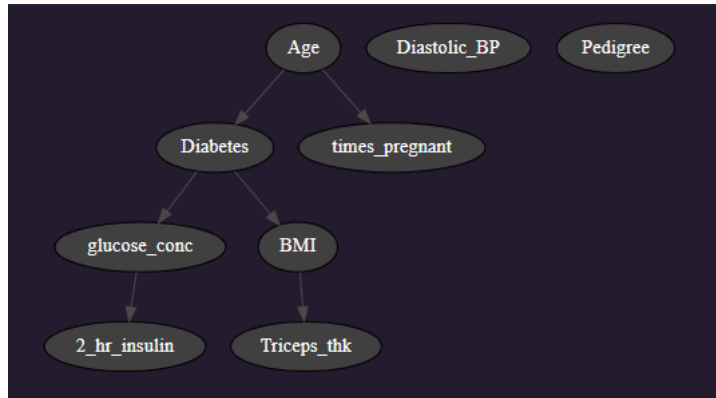 Age
Diastolic_BP
Pedigree
Diabetes
times_pregnant
glucose_conc
BMI
2_hr_insulin
Triceps_thk